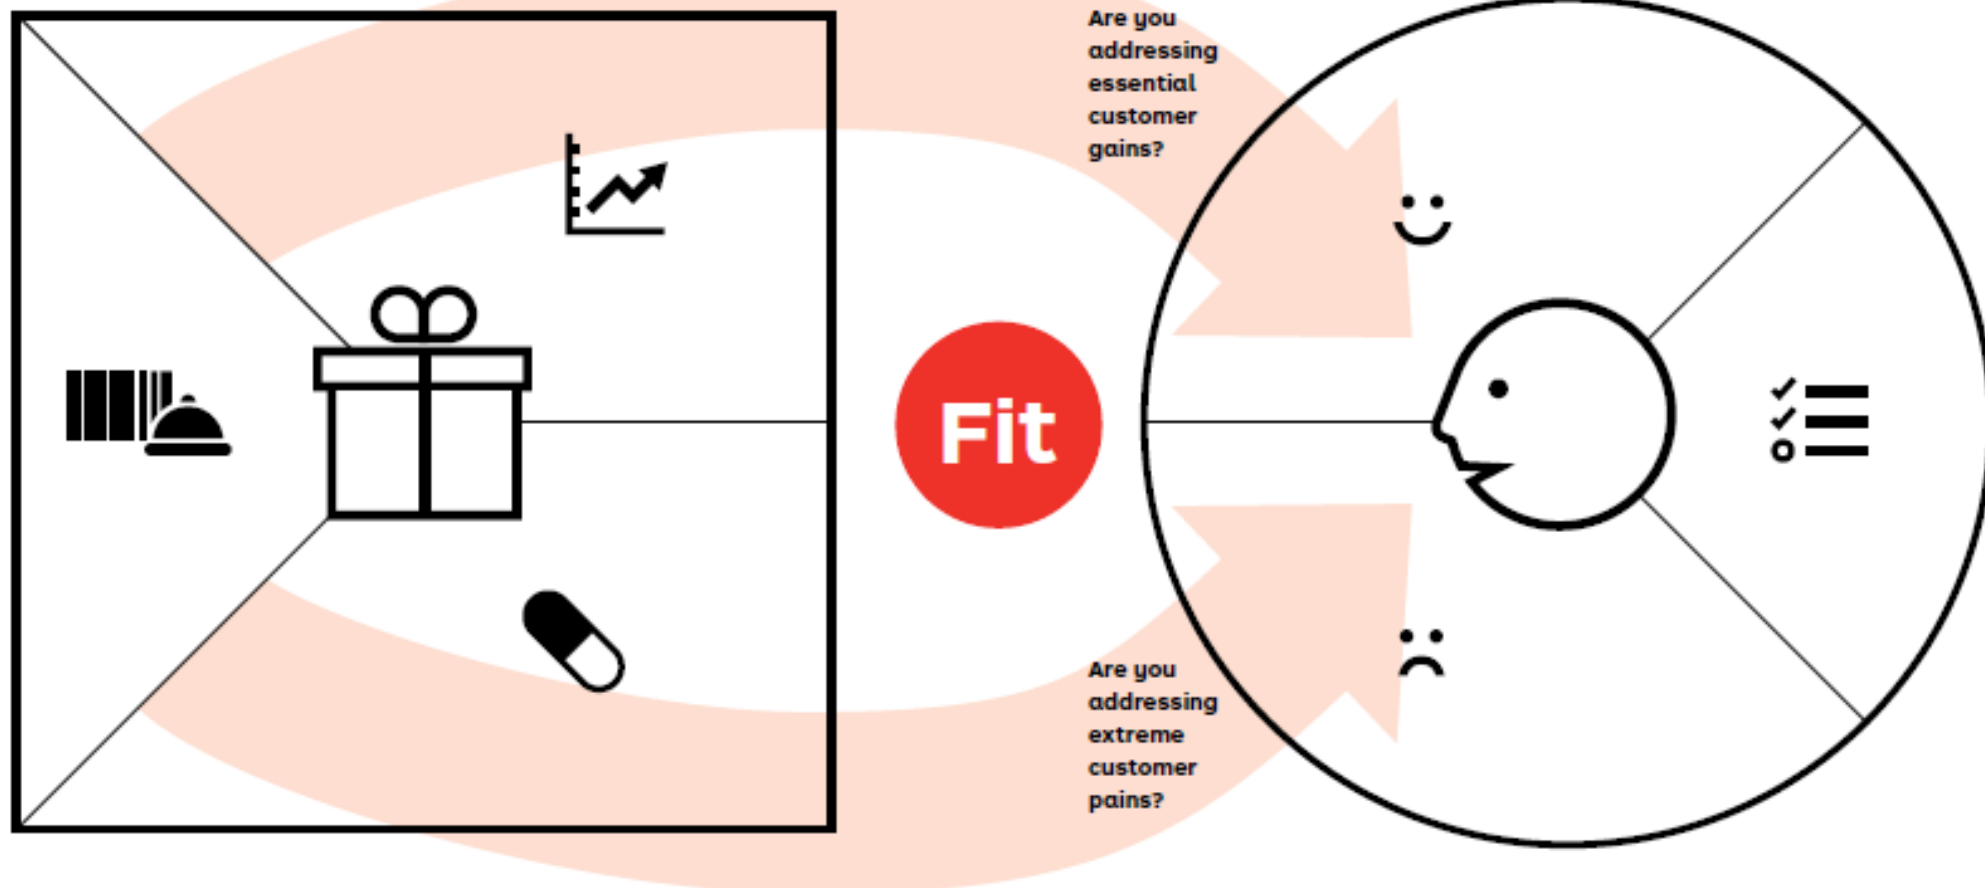 Are you
addressing
essential
customer
gains?
Fit
Are you
addressing
extreme
customer
pains?